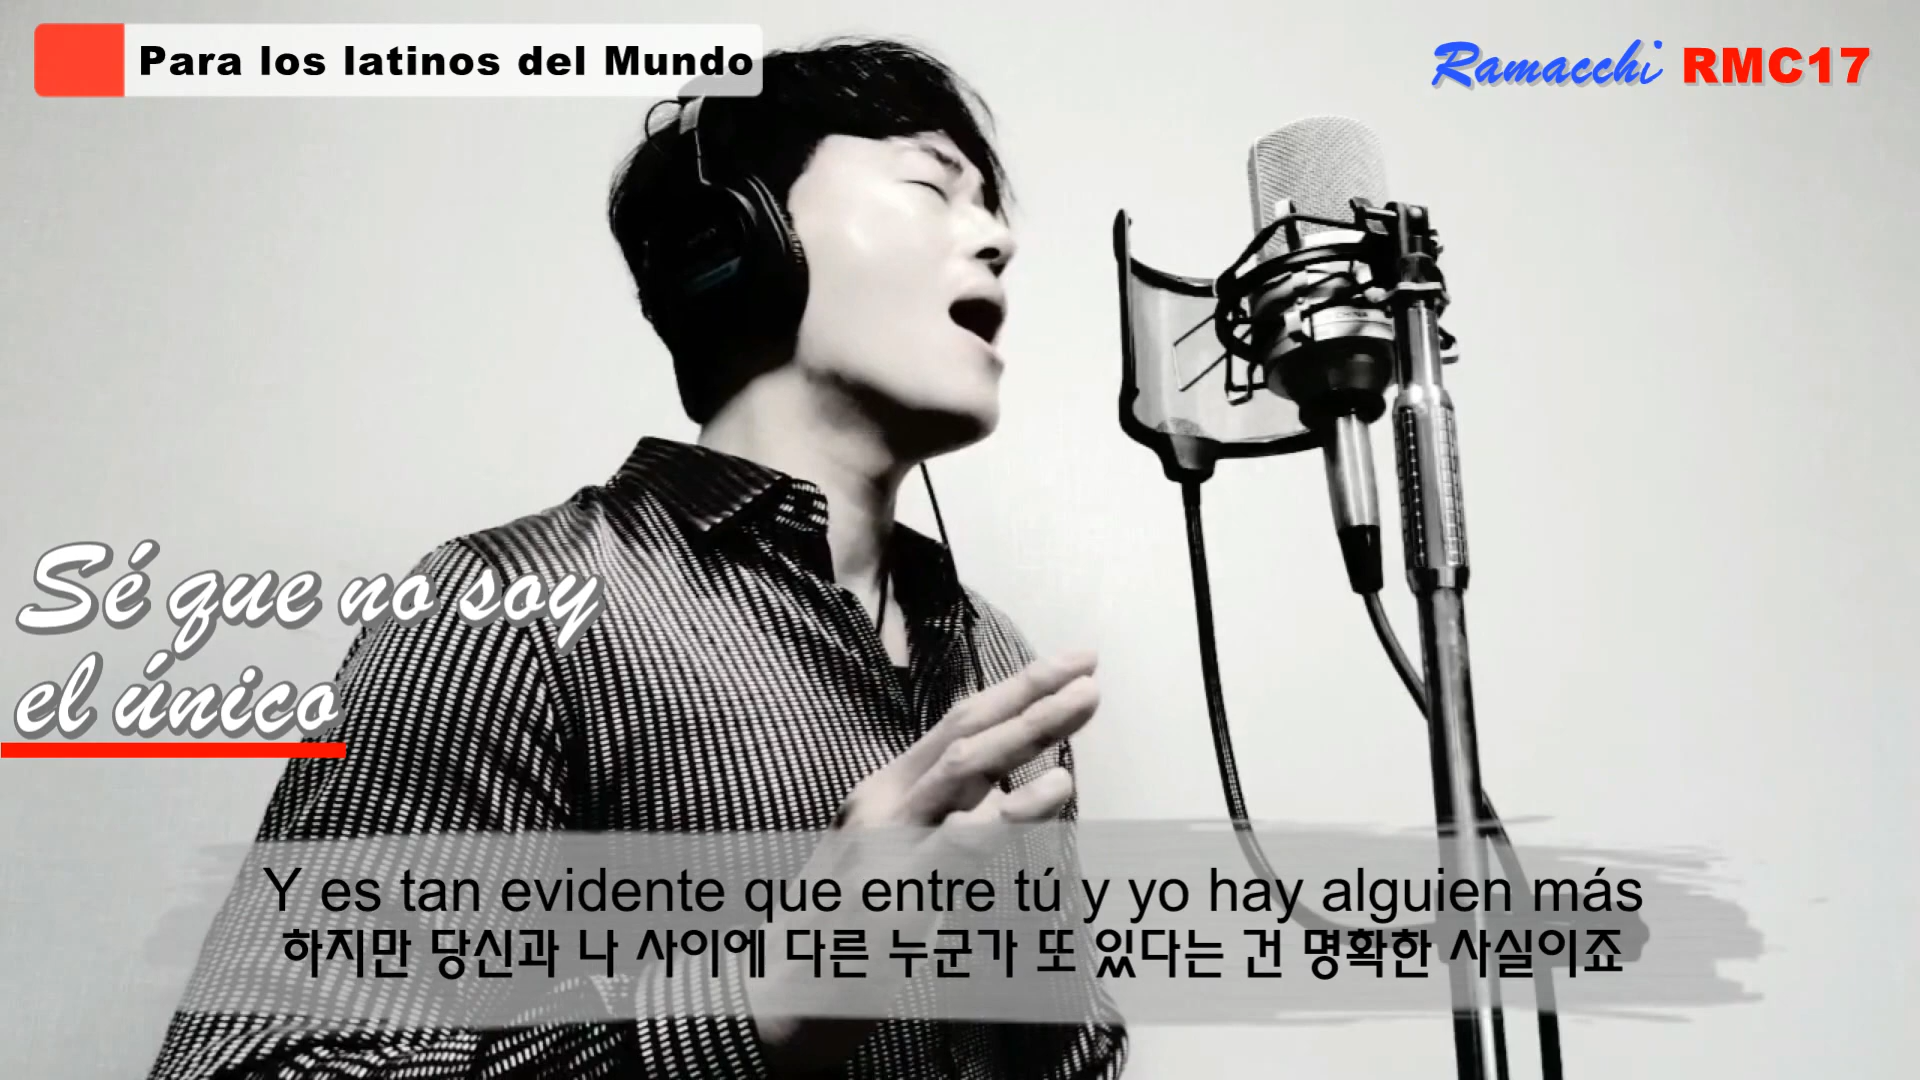 Para los latinos del Mundo
Ramacchi RMC17
CHINA
Sé que no soy
el único
Y es tan evidente que entre tú y yo hay alguien más
하지만 당신과 나 사이에 다른 누군가 또 있다는 건 명확한 사실이죠